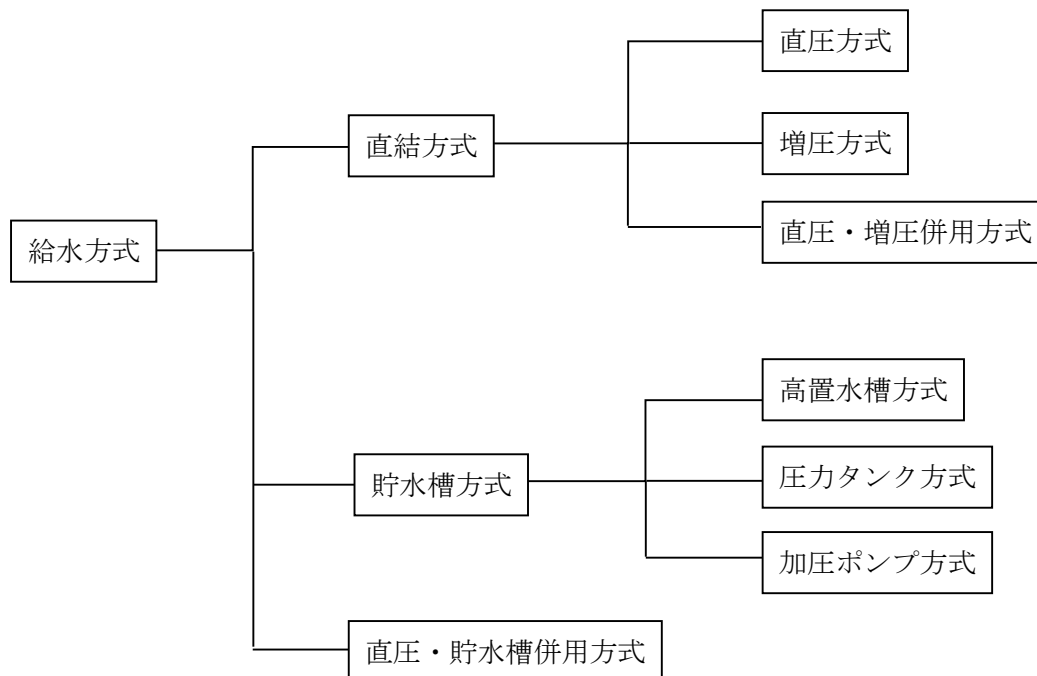 給水方式
直結方式
直圧方式
増圧方式
直圧・増圧併用方式
貯水槽方式
高置水槽方式
圧力タンク方式
加圧ポンプ方式
直圧・貯水槽併用方式